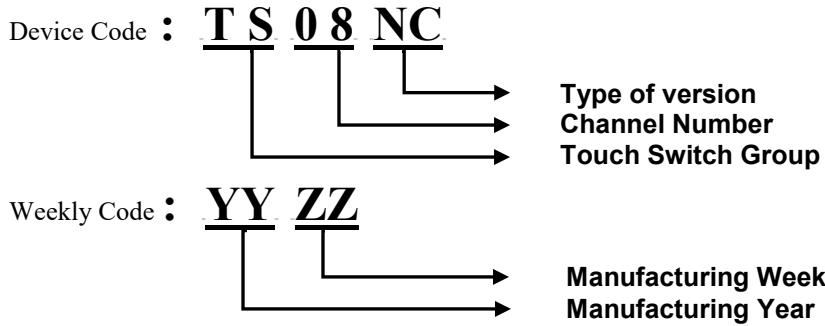 Device Code : T S 0 8 NC
Type of version
Channel Number
Touch Switch Group
Weekly Code : YY ZZ
Manufacturing Week
Manufacturing Year